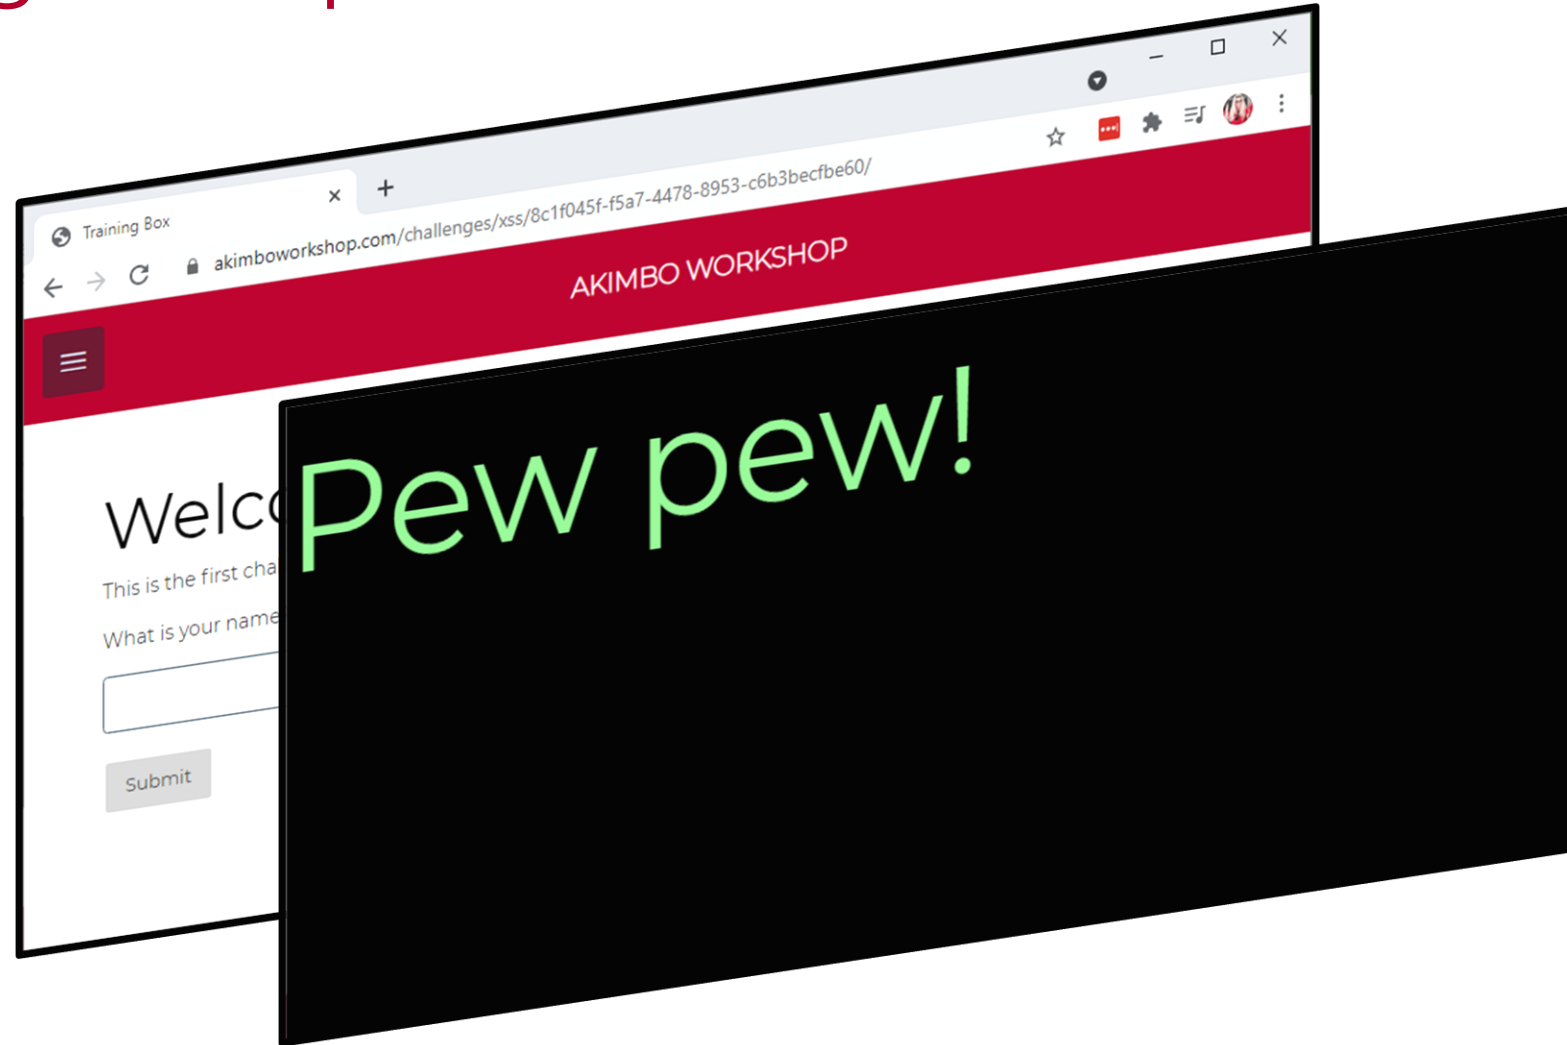 Training Box
akimboworkshop.com/challenges/xss/8c1f045f-f5a7-4478-8953-c6b3becfbe60/
AKIMBO WORKSHOP
Welco
This is the first cha
What is your name
Submit
Pew pew!